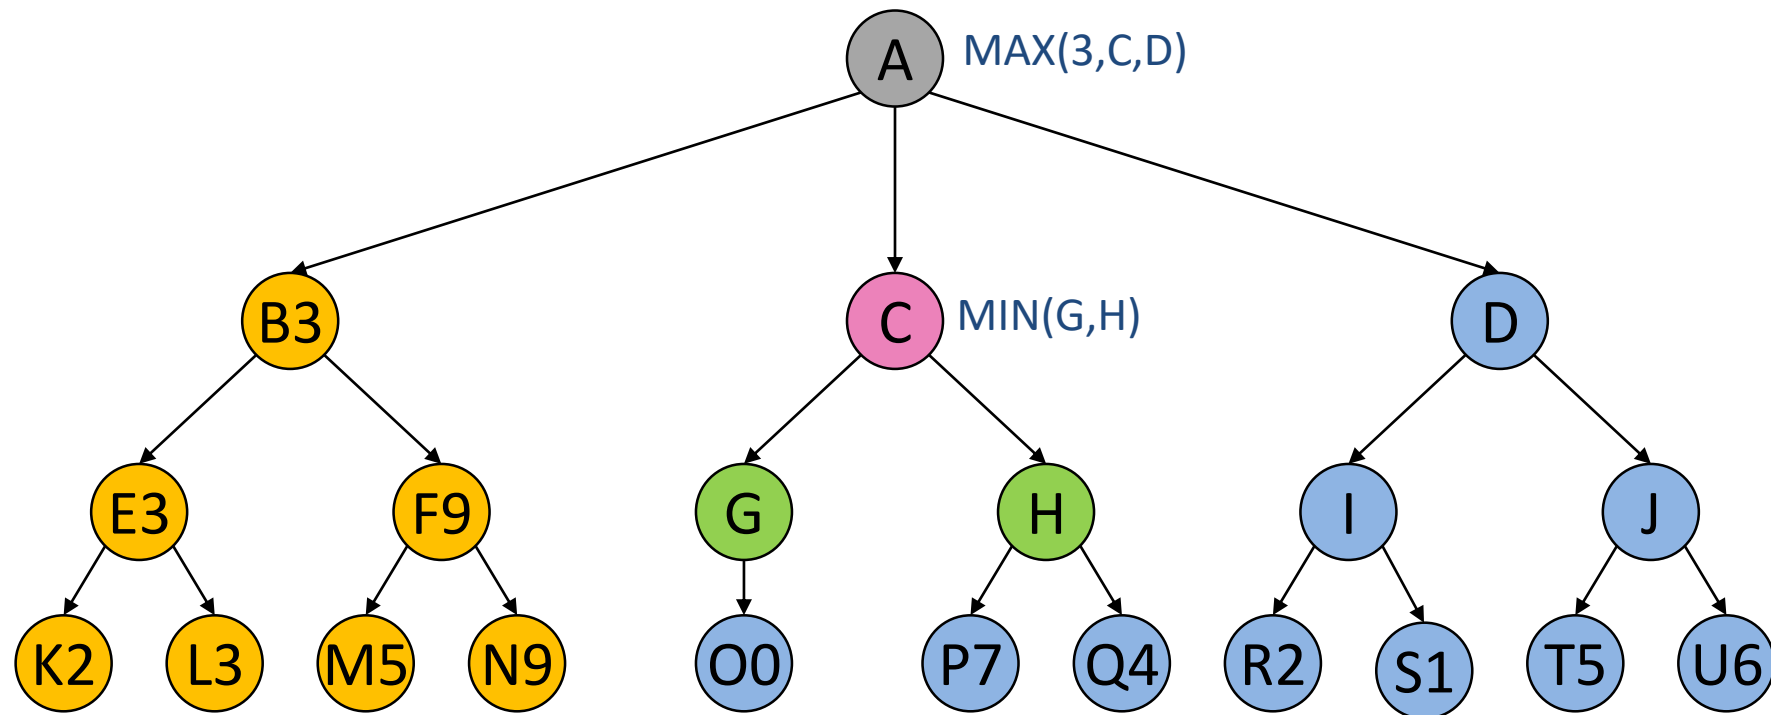 A MAX(3,C,D)
B3 C MIN(G,H) D
E3 F9 G H I J
K2 L3 M5 N9 O0 P7 Q4 R2 S1 T5 U6